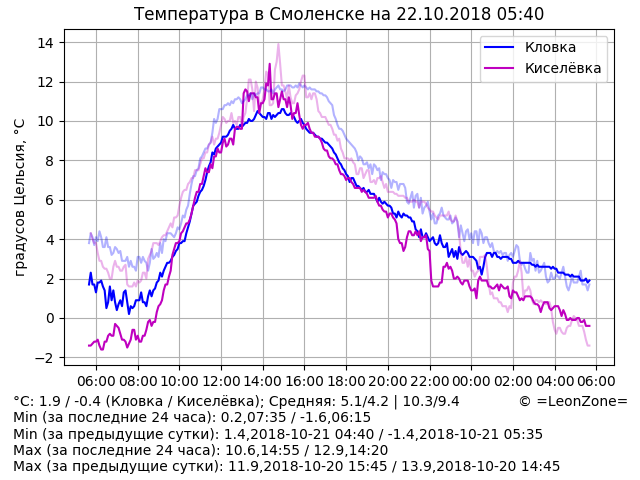 Температура в Смоленске на 22.10.2018 05:40
градусов Цельсия, °C
14
12
10
8
6
4
2
0
−2
Кловка
Киселёвка
06:00 08:00 10:00 12:00 14:00 16:00 18:00 20:00 22:00 00:00 02:00 04:00 06:00
°C: 1.9 / -0.4 (Кловка / Киселёвка); Средняя: 5.1/4.2 | 10.3/9.4 © =LeonZone=
Min (за последние 24 часа): 0.2,07:35 / -1.6,06:15
Min (за предыдущие сутки): 1.4,2018-10-21 04:40 / -1.4,2018-10-21 05:35
Max (за последние 24 часа): 10.6,14:55 / 12.9,14:20
Max (за предыдущие сутки): 11.9,2018-10-20 15:45 / 13.9,2018-10-20 14:45